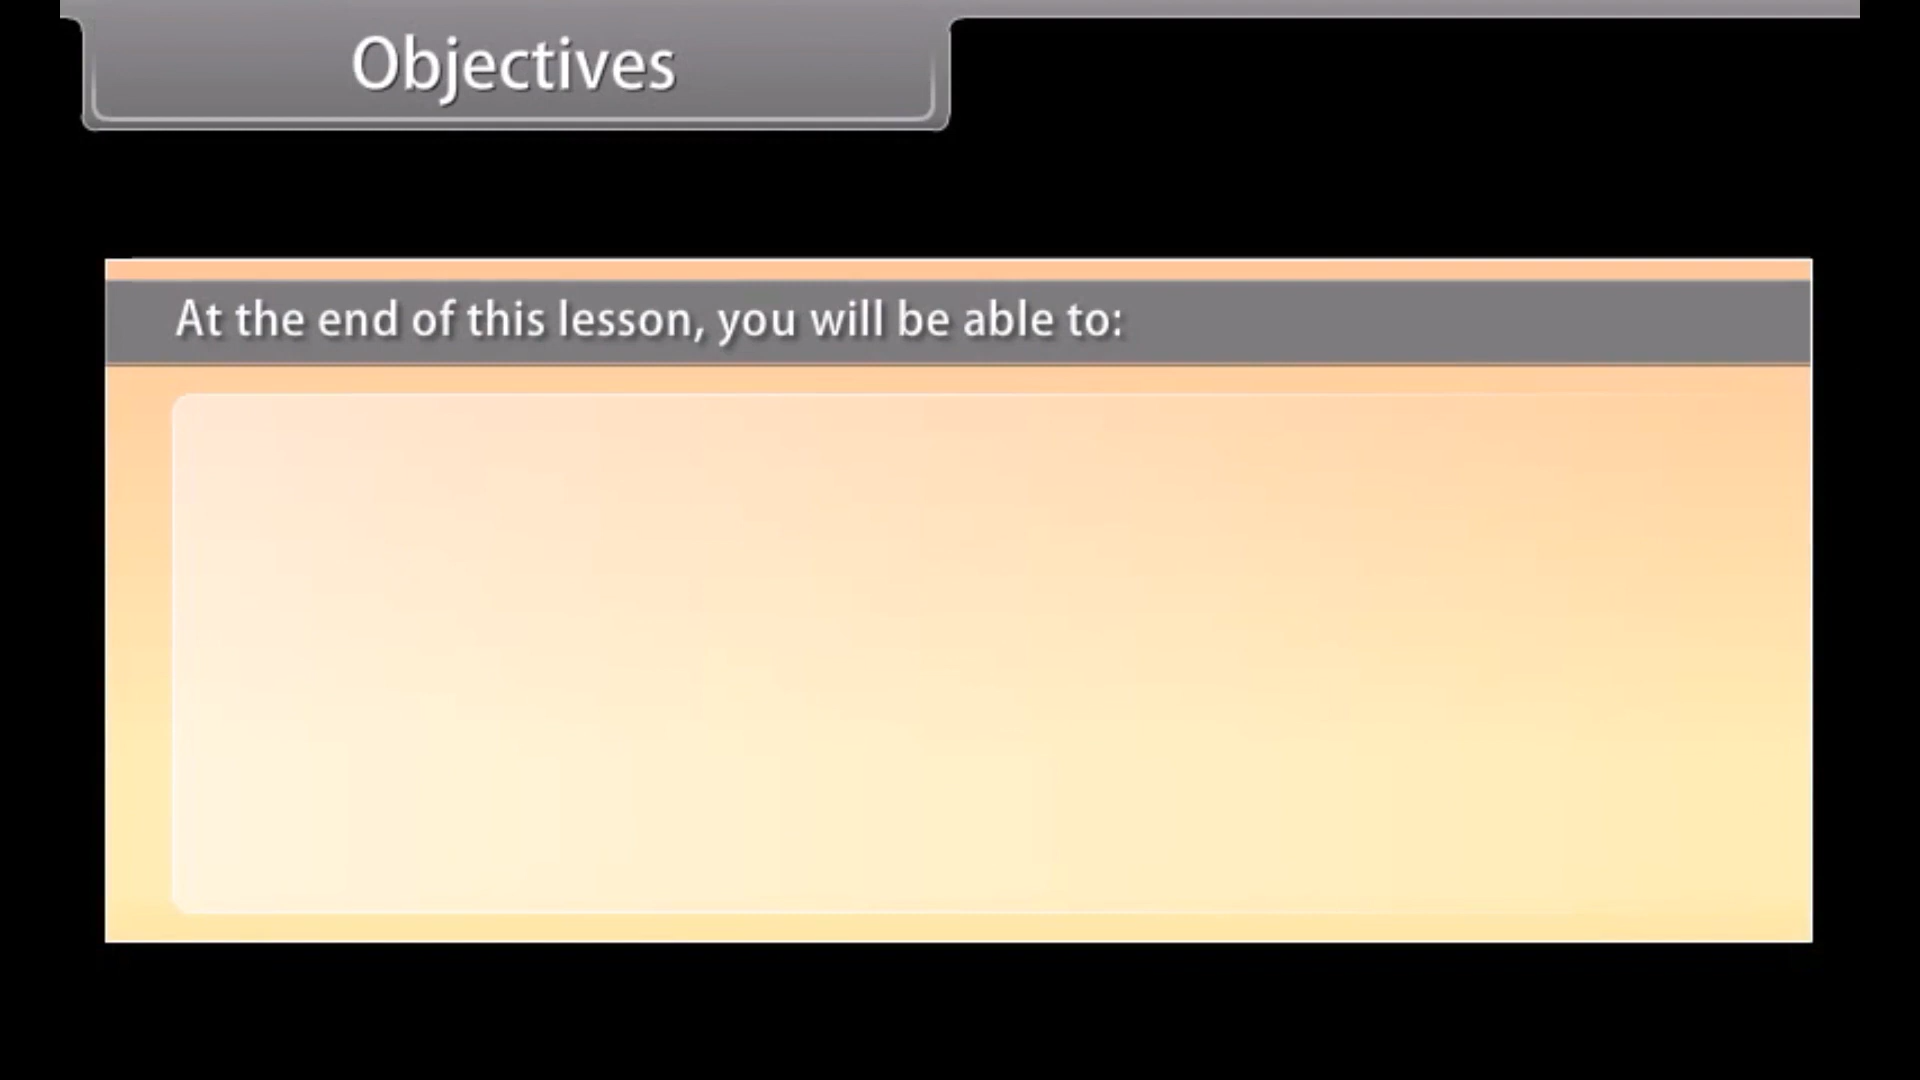 Objectives
At the end of this lesson, you will be able to: